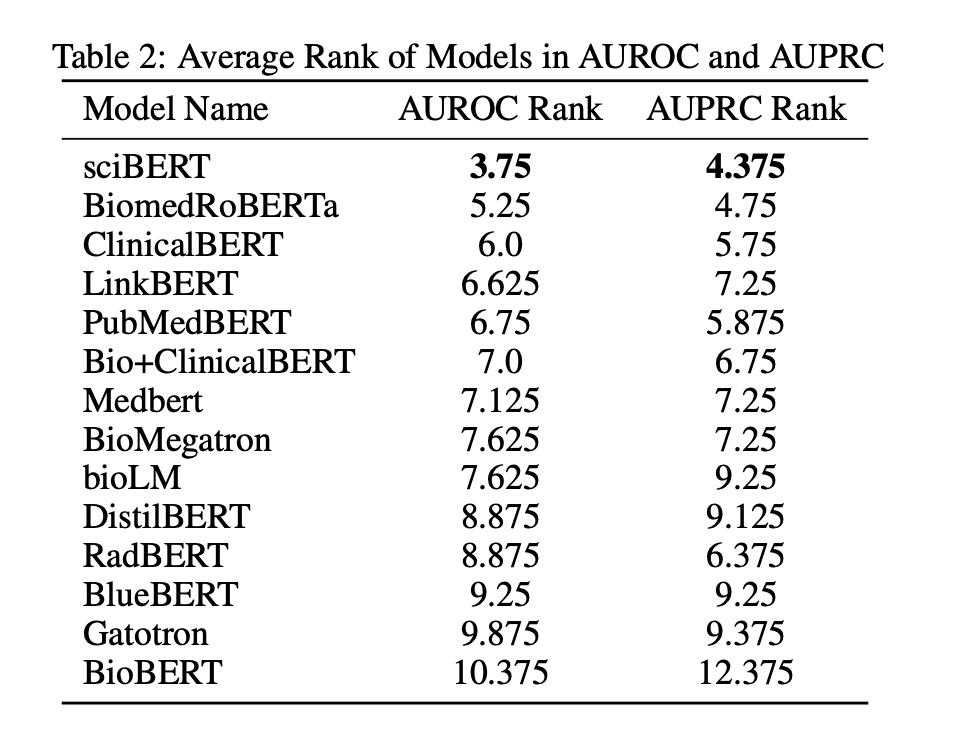 Table 2: Average Rank of Models in AUROC and AUPRC
Model Name AUROC Rank AUPRC Rank
sciBERT 3.75 4.375
BiomedRoBERTa 5.25 4.75
ClinicalBERT 6.0 5.75
LinkBERT 6.625 7.25
PubMedBERT 6.75 5.875
Bio+ClinicalBERT 7.0 6.75
Medbert 7.125 7.25
BioMegatron 7.625 7.25
bioLM 7.625 9.25
DistilBERT 8.875 9.125
RadBERT 8.875 6.375
BlueBERT 9.25 9.25
Gatotron 9.875 9.375
BioBERT 10.375 12.375